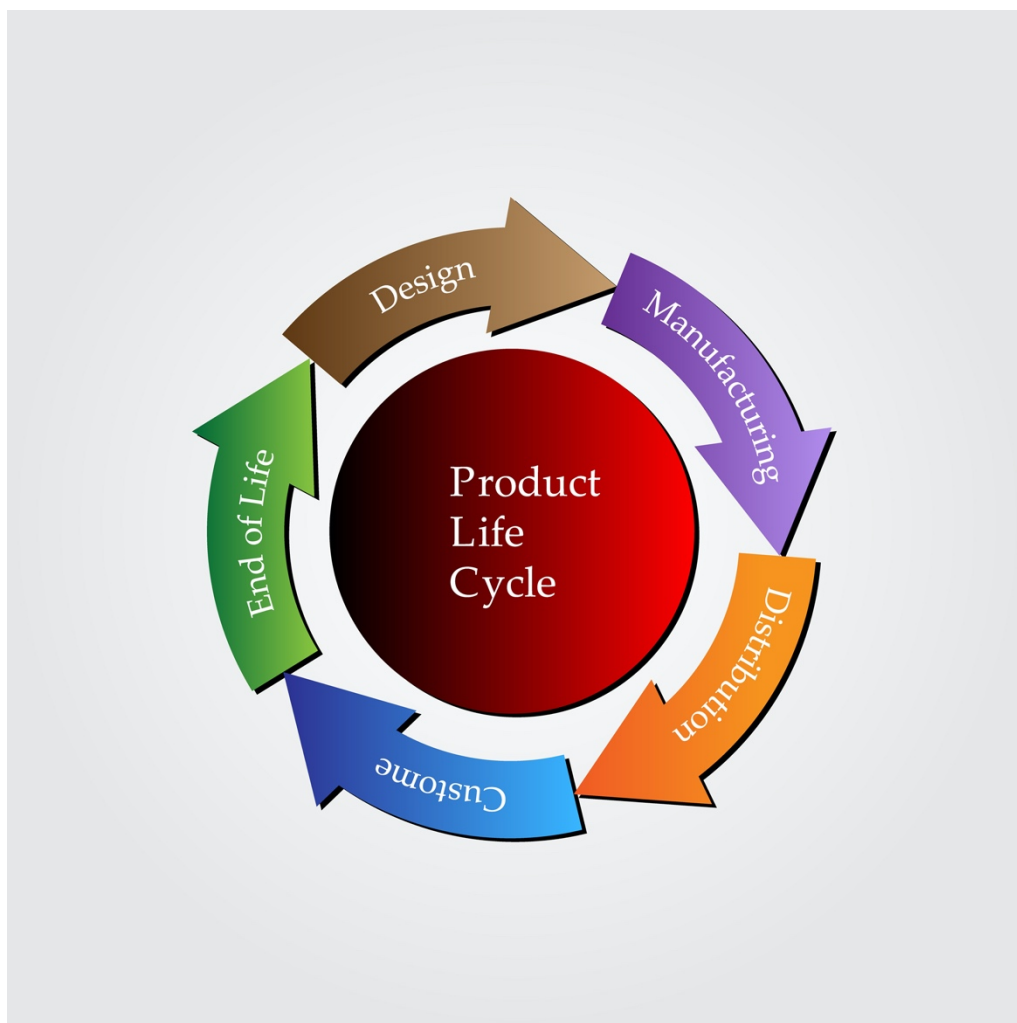 Design
Manufacturing
Distribution
Custome
End of Life
Product
Life
Cycle